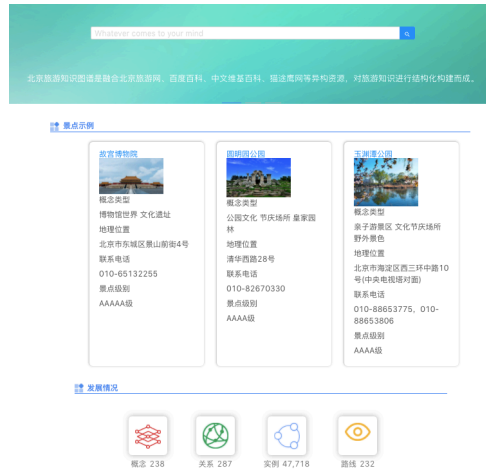 Whatever comes to your mind
北京旅游知识图谱是融合北京旅游网、百度百科、中文维基百科、猫途鹰网等异构资源，对旅游知识进行结构化构建而成。
景点示例
故宫博物院
概念类型
博物馆世界 文化遗址
地理位置
北京市东城区景山前街4号
联系电话
010-65132255
景点级别
AAAAA级
圆明园公园
概念类型
公园文化 节庆场所 皇家园
林
地理位置
清华西路28号
联系电话
010-82670330
景点级别
AAAA级
玉渊潭公园
概念类型
亲子游景区 文化节庆场所
野外景色
地理位置
北京市海淀区西三环中路10
号(中央电视塔对面)
联系电话
010-88653775，010-
88653806
景点级别
AAAA级
发展情况
概念 238
关系 287
实例 47,718
路线 232